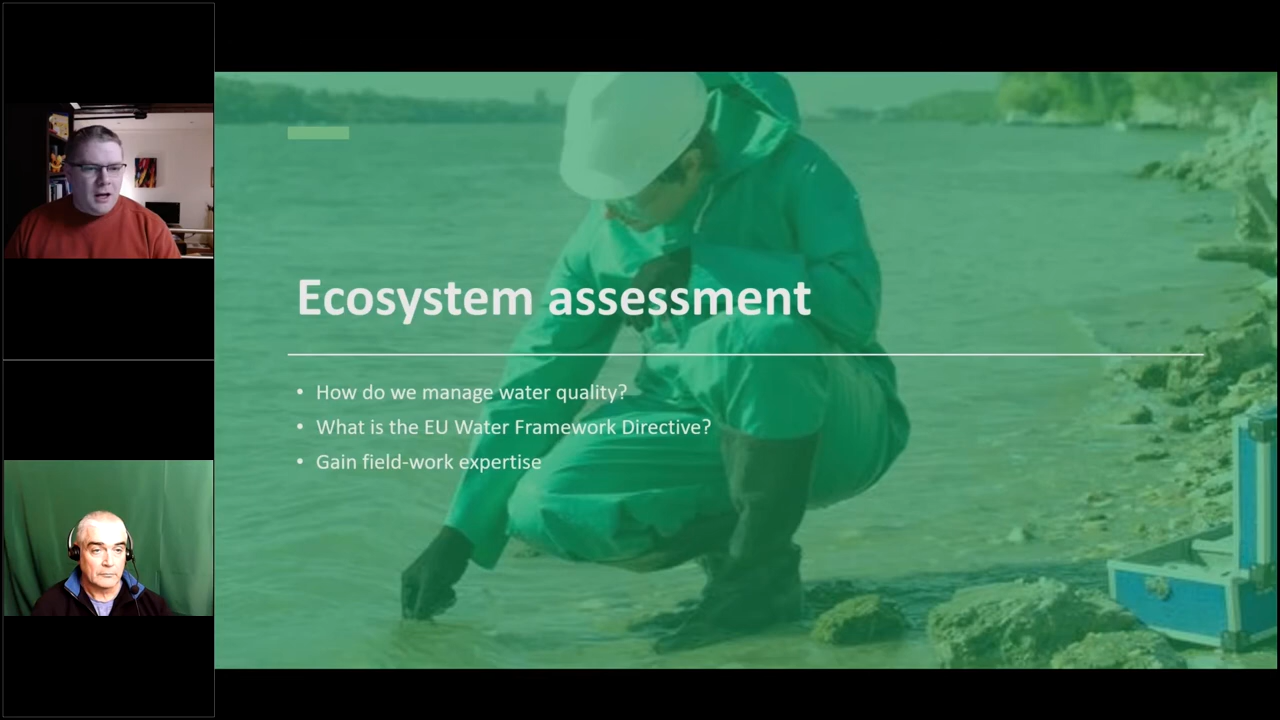 Ecosystem assessment
• How do we manage water quality?
• What is the EU Water Framework Directive?
• Gain field-work expertise